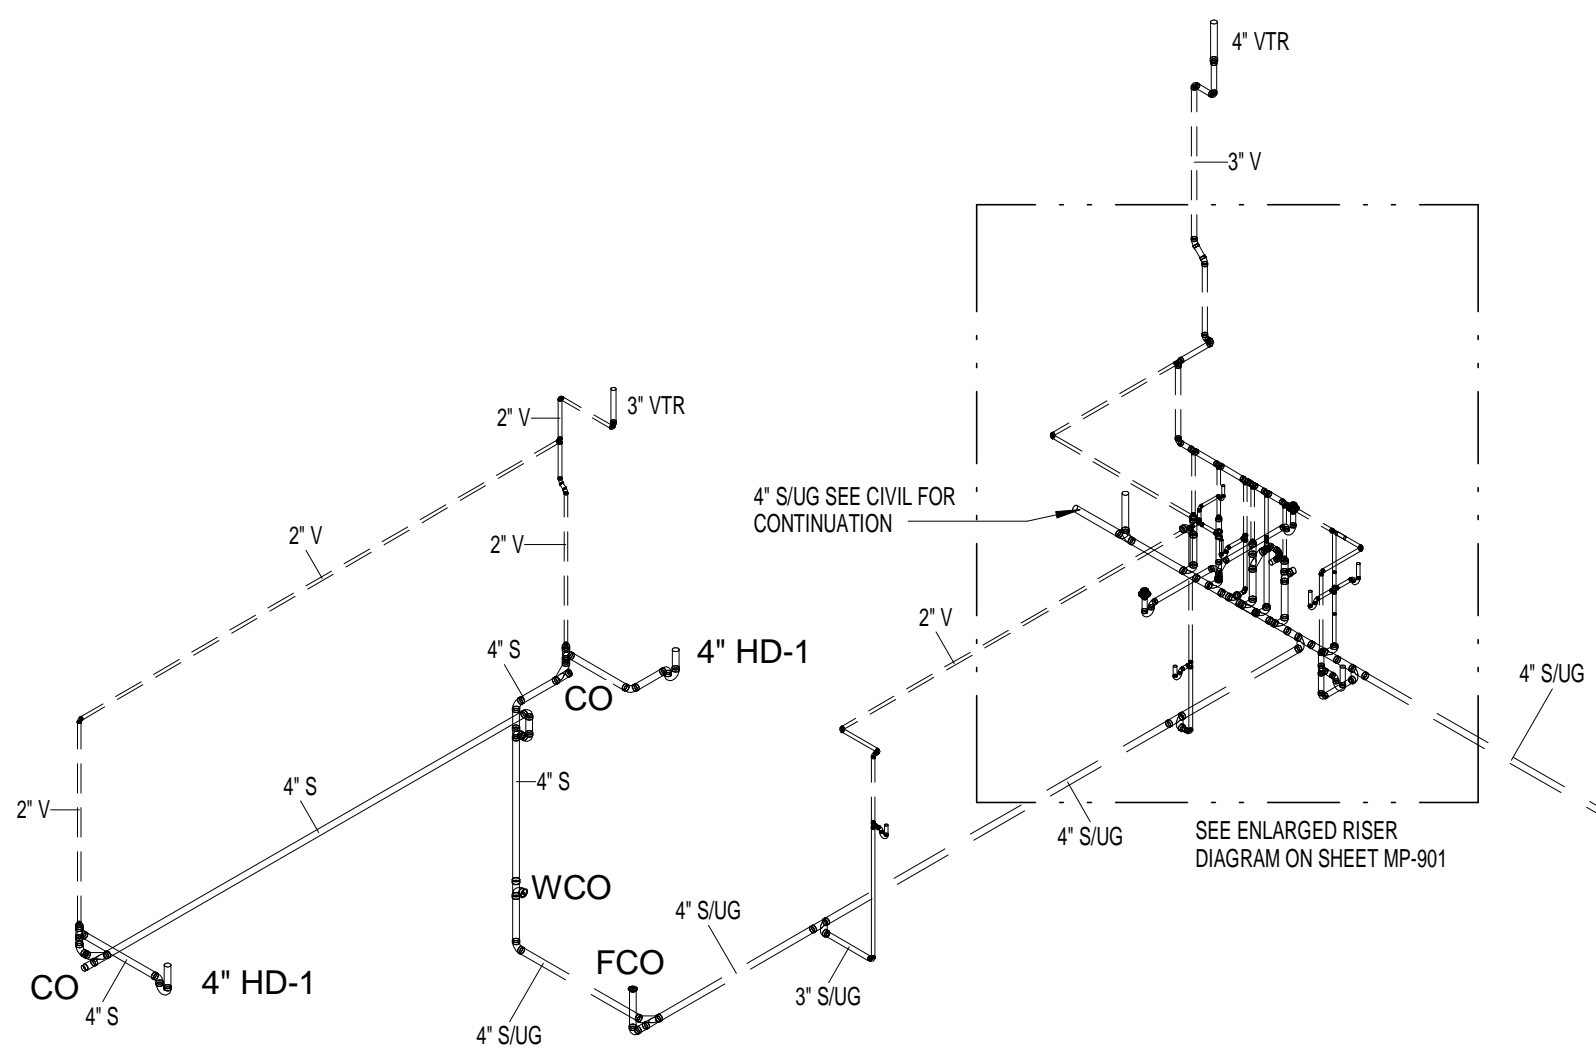 4" VTR
3" V
3" VTR
2" V
4" S/UG SEE CIVIL FOR
CONTINUATION
2" V
2" V
2" V
4" S
4" HD-1
CO
4" S/UG
4" S
4" S
2" V
4" S/UG
SEE ENLARGED RISER
DIAGRAM ON SHEET MP-901
WCO
4" S/UG
FCO
CO
4" HD-1
4" S
3" S/UG
4" S/UG